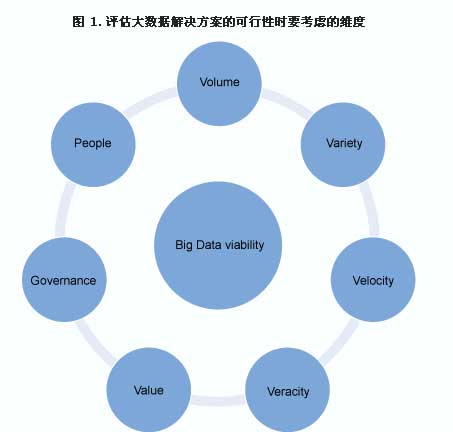 图 1. 评估大数据解决方案的可行性时要考虑的维度
Volume
People
Variety
Big Data viability
Governance
Velocity
Value
Veracity